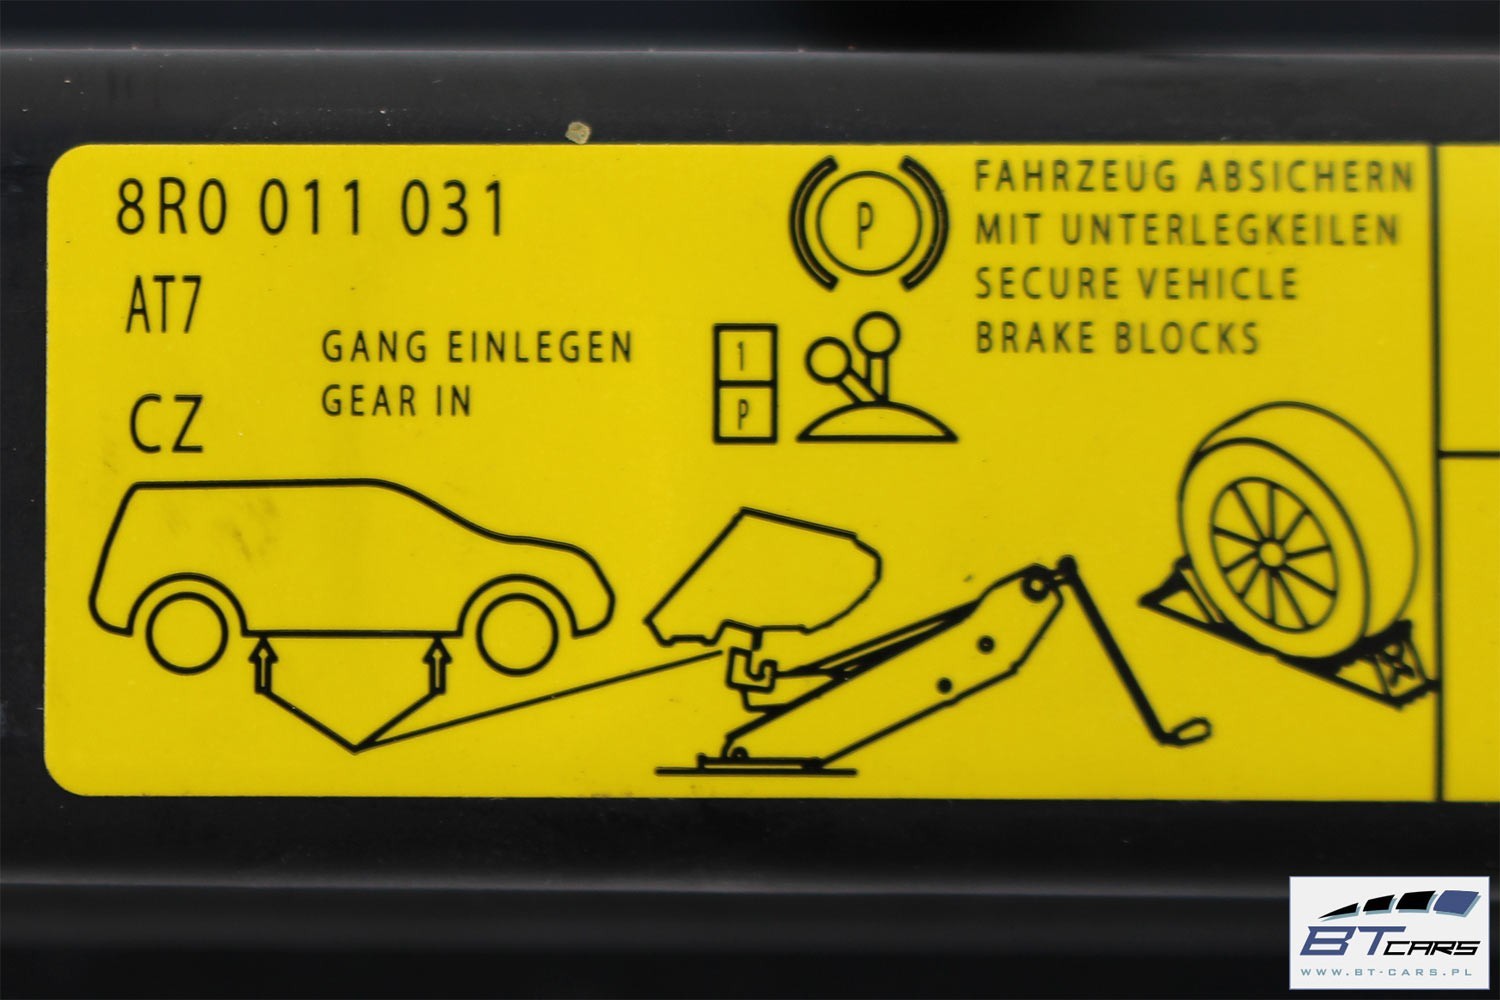 8R0 011 031
AT7
CZ
GANG EINLEGEN
GEAR IN
1
P
P
FAHRZEUG ABSICHERN
MIT UNTERLEGKEILEN
SECURE VEHICLE
BRAKE BLOCKS
BT CARS
WWW.BT-CARS.PL